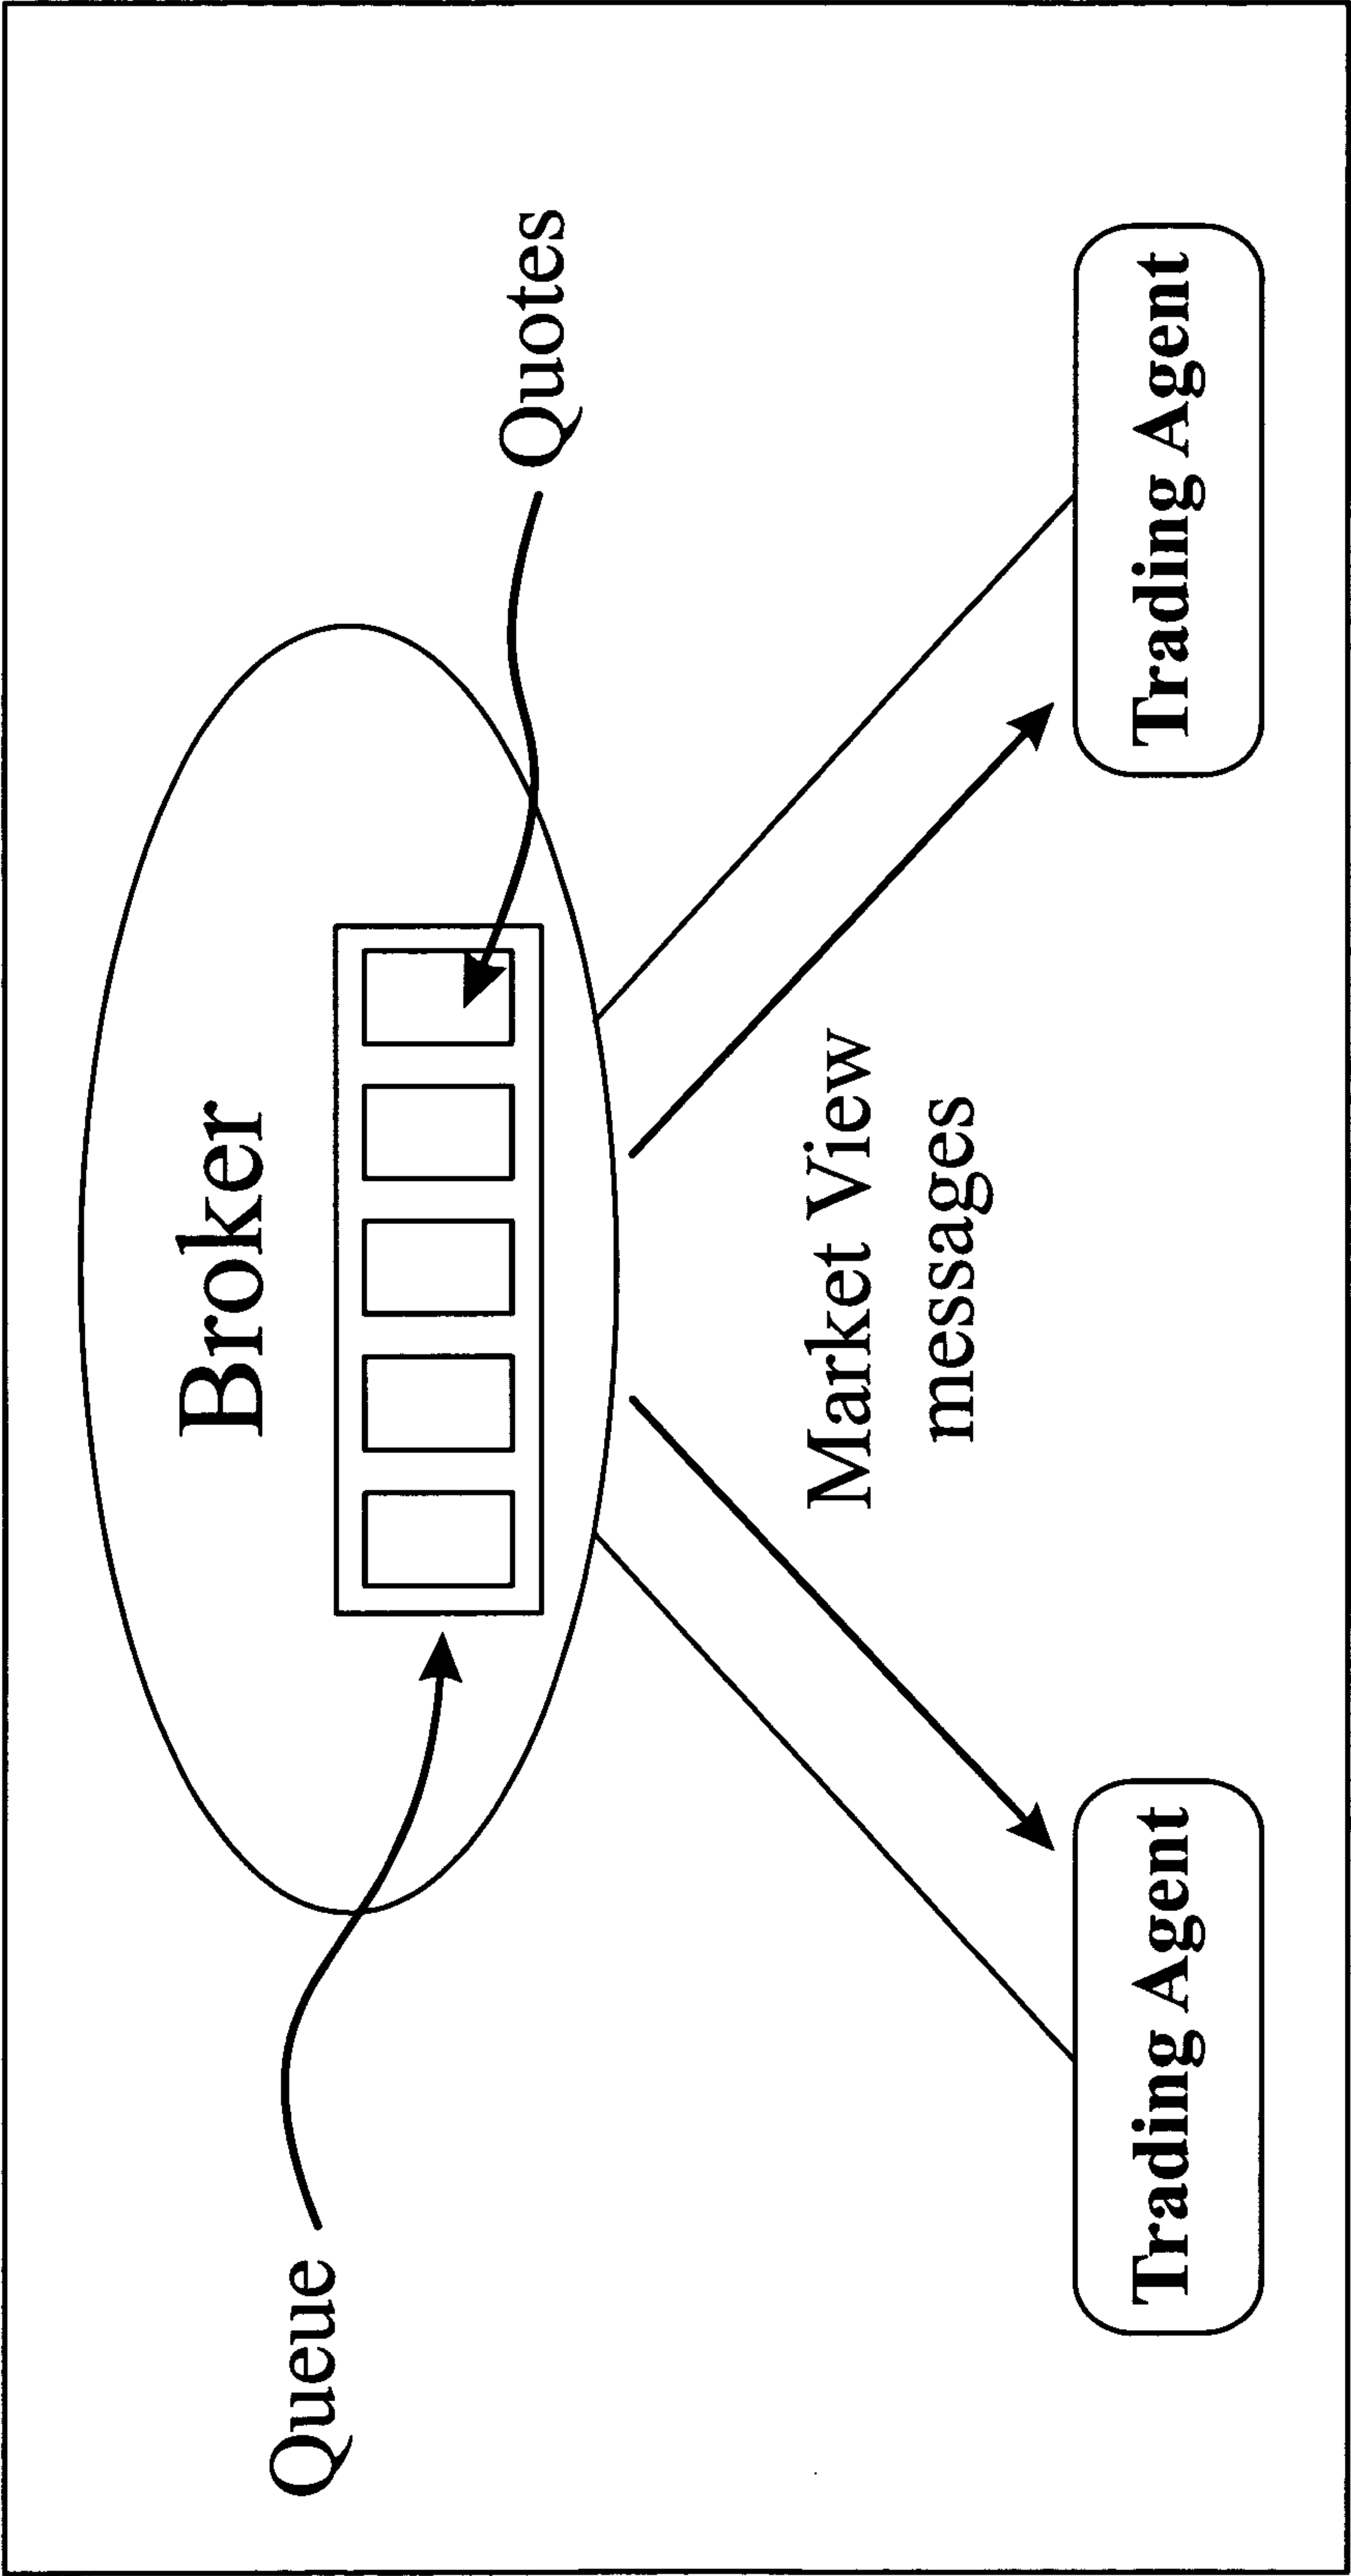 Broker
Queue
Quotes
Market View
messages
Trading Agent
Trading Agent